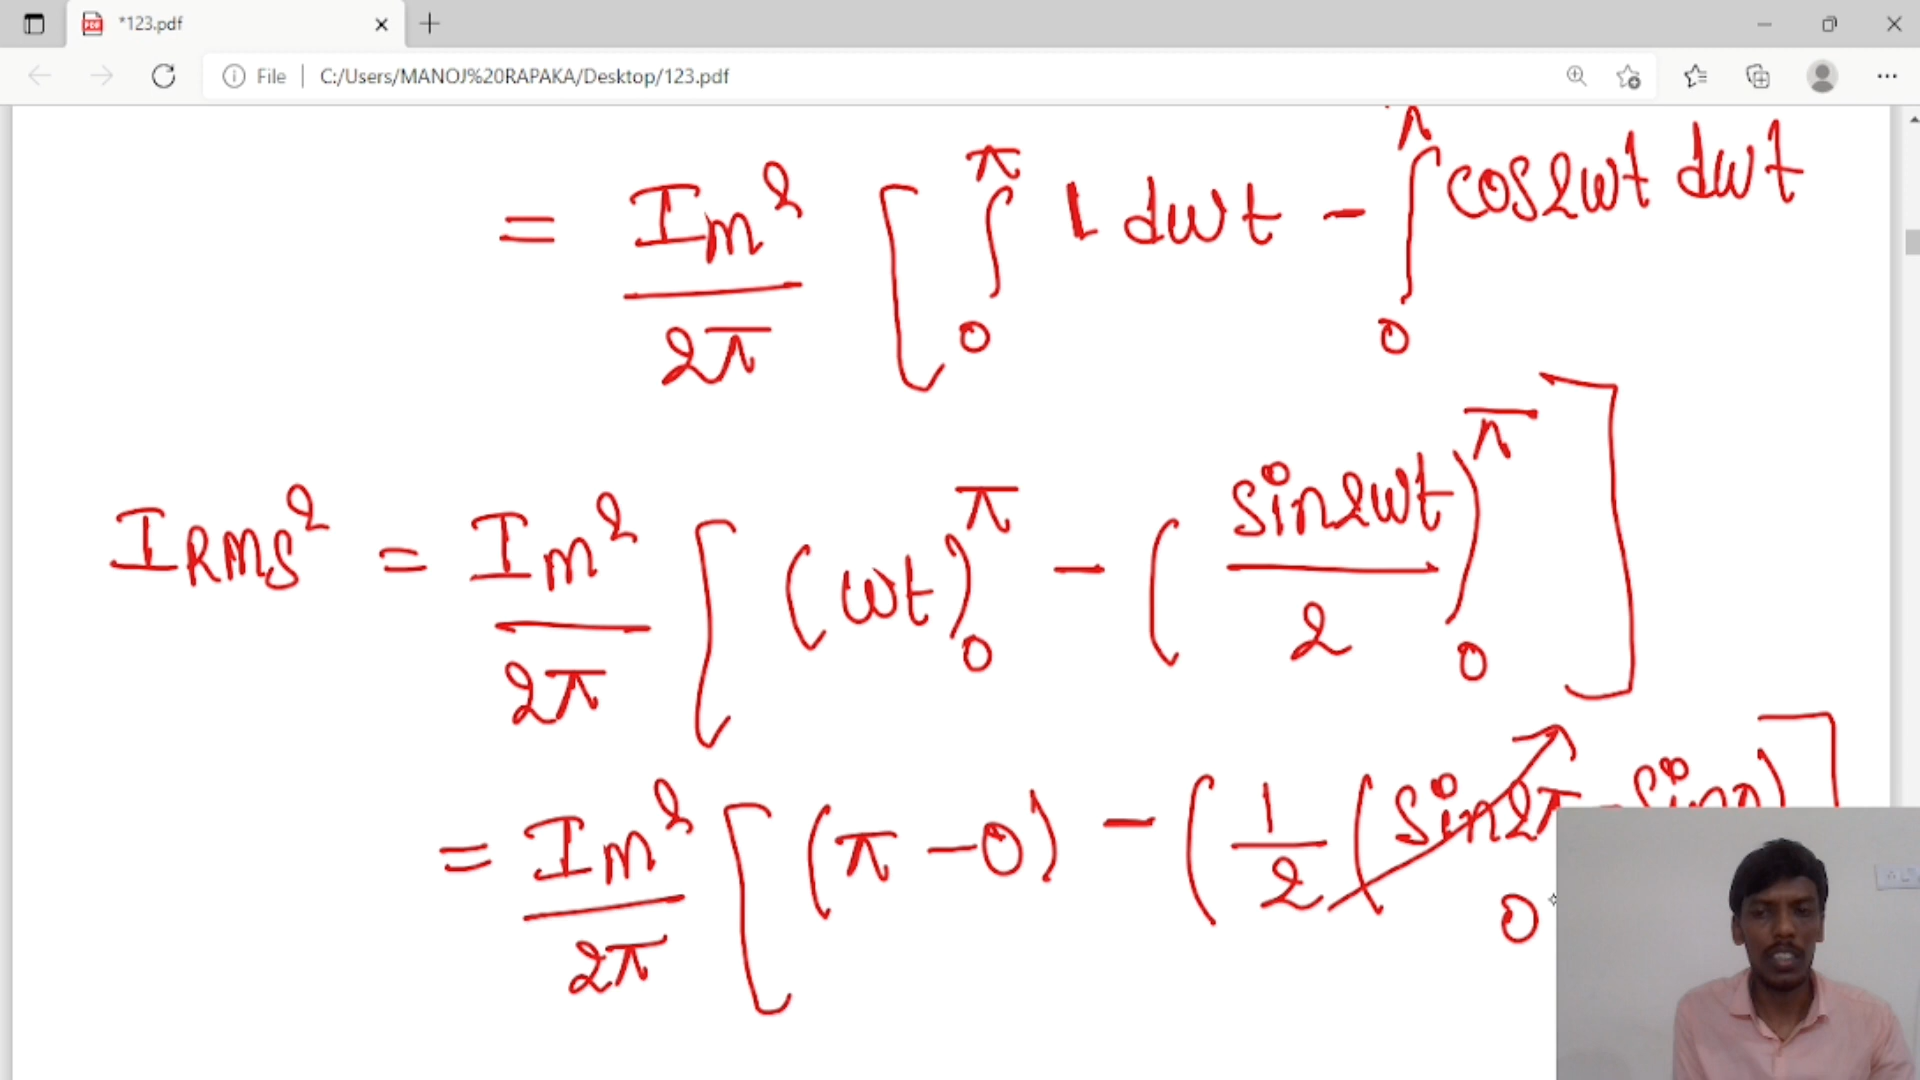 *123.pdf
File C:/Users/MANOJ%20RAPAKA/Desktop/123.pdf
= Im²/2π [ ∫₀^π 1 dωt - ∫₀^π cos2ωt dωt
IRMS² = Im²/2π [ (ωt)₀^π - (sin2ωt/2)₀^π ]
= Im²/2π [ (π - 0) - (1/2 (sin2π - sin0) ]
0